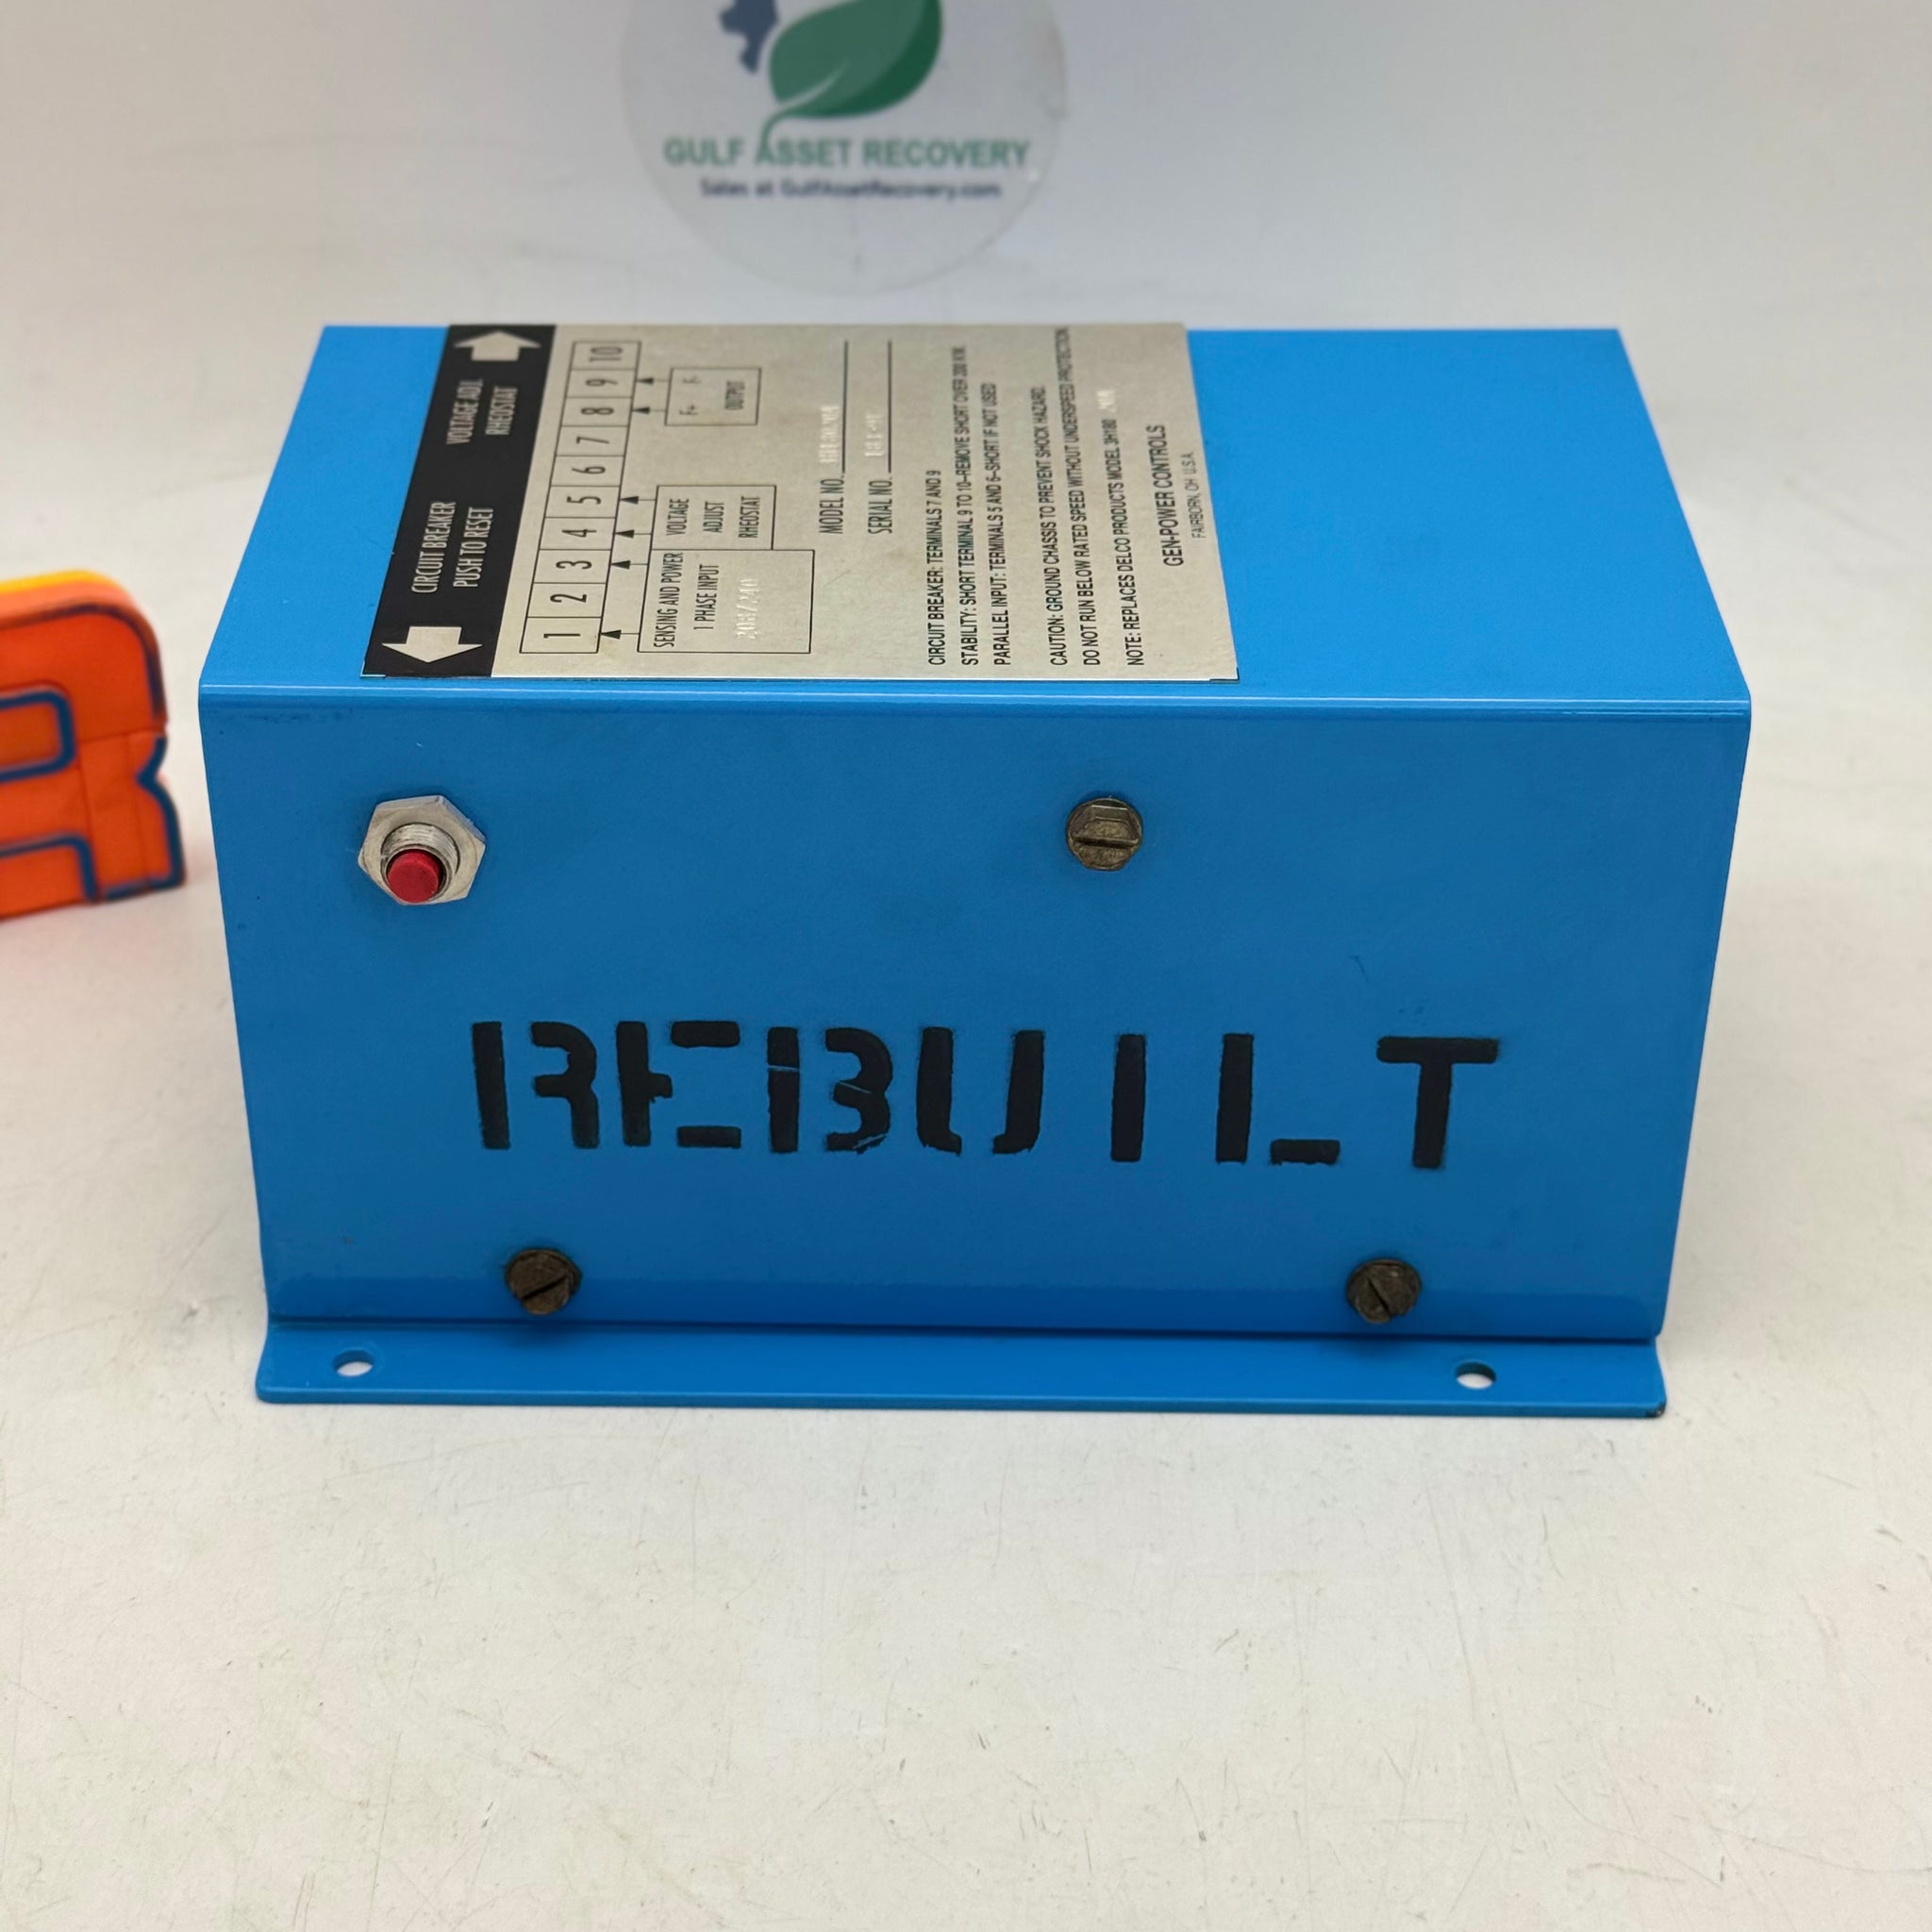 GULF ASSET RECOVERY
Sales at GulfAssetRecovery.com
CIRCUIT BREAKER
PUSH TO RESET
VOLTAGE ADJ.
RHEOSTAT
1 2 3 4 5 6 7 8 9 10
SENSING AND POWER
1 PHASE INPUT
208/240
VOLTAGE
ADJUST
RHEOSTAT
F+ F-
OUTPUT
MODEL NO.
SERIAL NO.
CIRCUIT BREAKER: TERMINALS 7 AND 9
STABILITY: SHORT TERMINAL 9 TO 10–REMOVE SHORT OVER 200 K.W.
PARALLEL INPUT: TERMINALS 5 AND 6–SHORT IF NOT USED
CAUTION: GROUND CHASSIS TO PREVENT SHOCK HAZARD.
DO NOT RUN BELOW RATED SPEED WITHOUT UNDERSPEED PROTECTION
NOTE: REPLACES DELCO PRODUCTS MODEL 3H180
GEN-POWER CONTROLS
FAIRBORN, OH U.S.A.
REBUILT